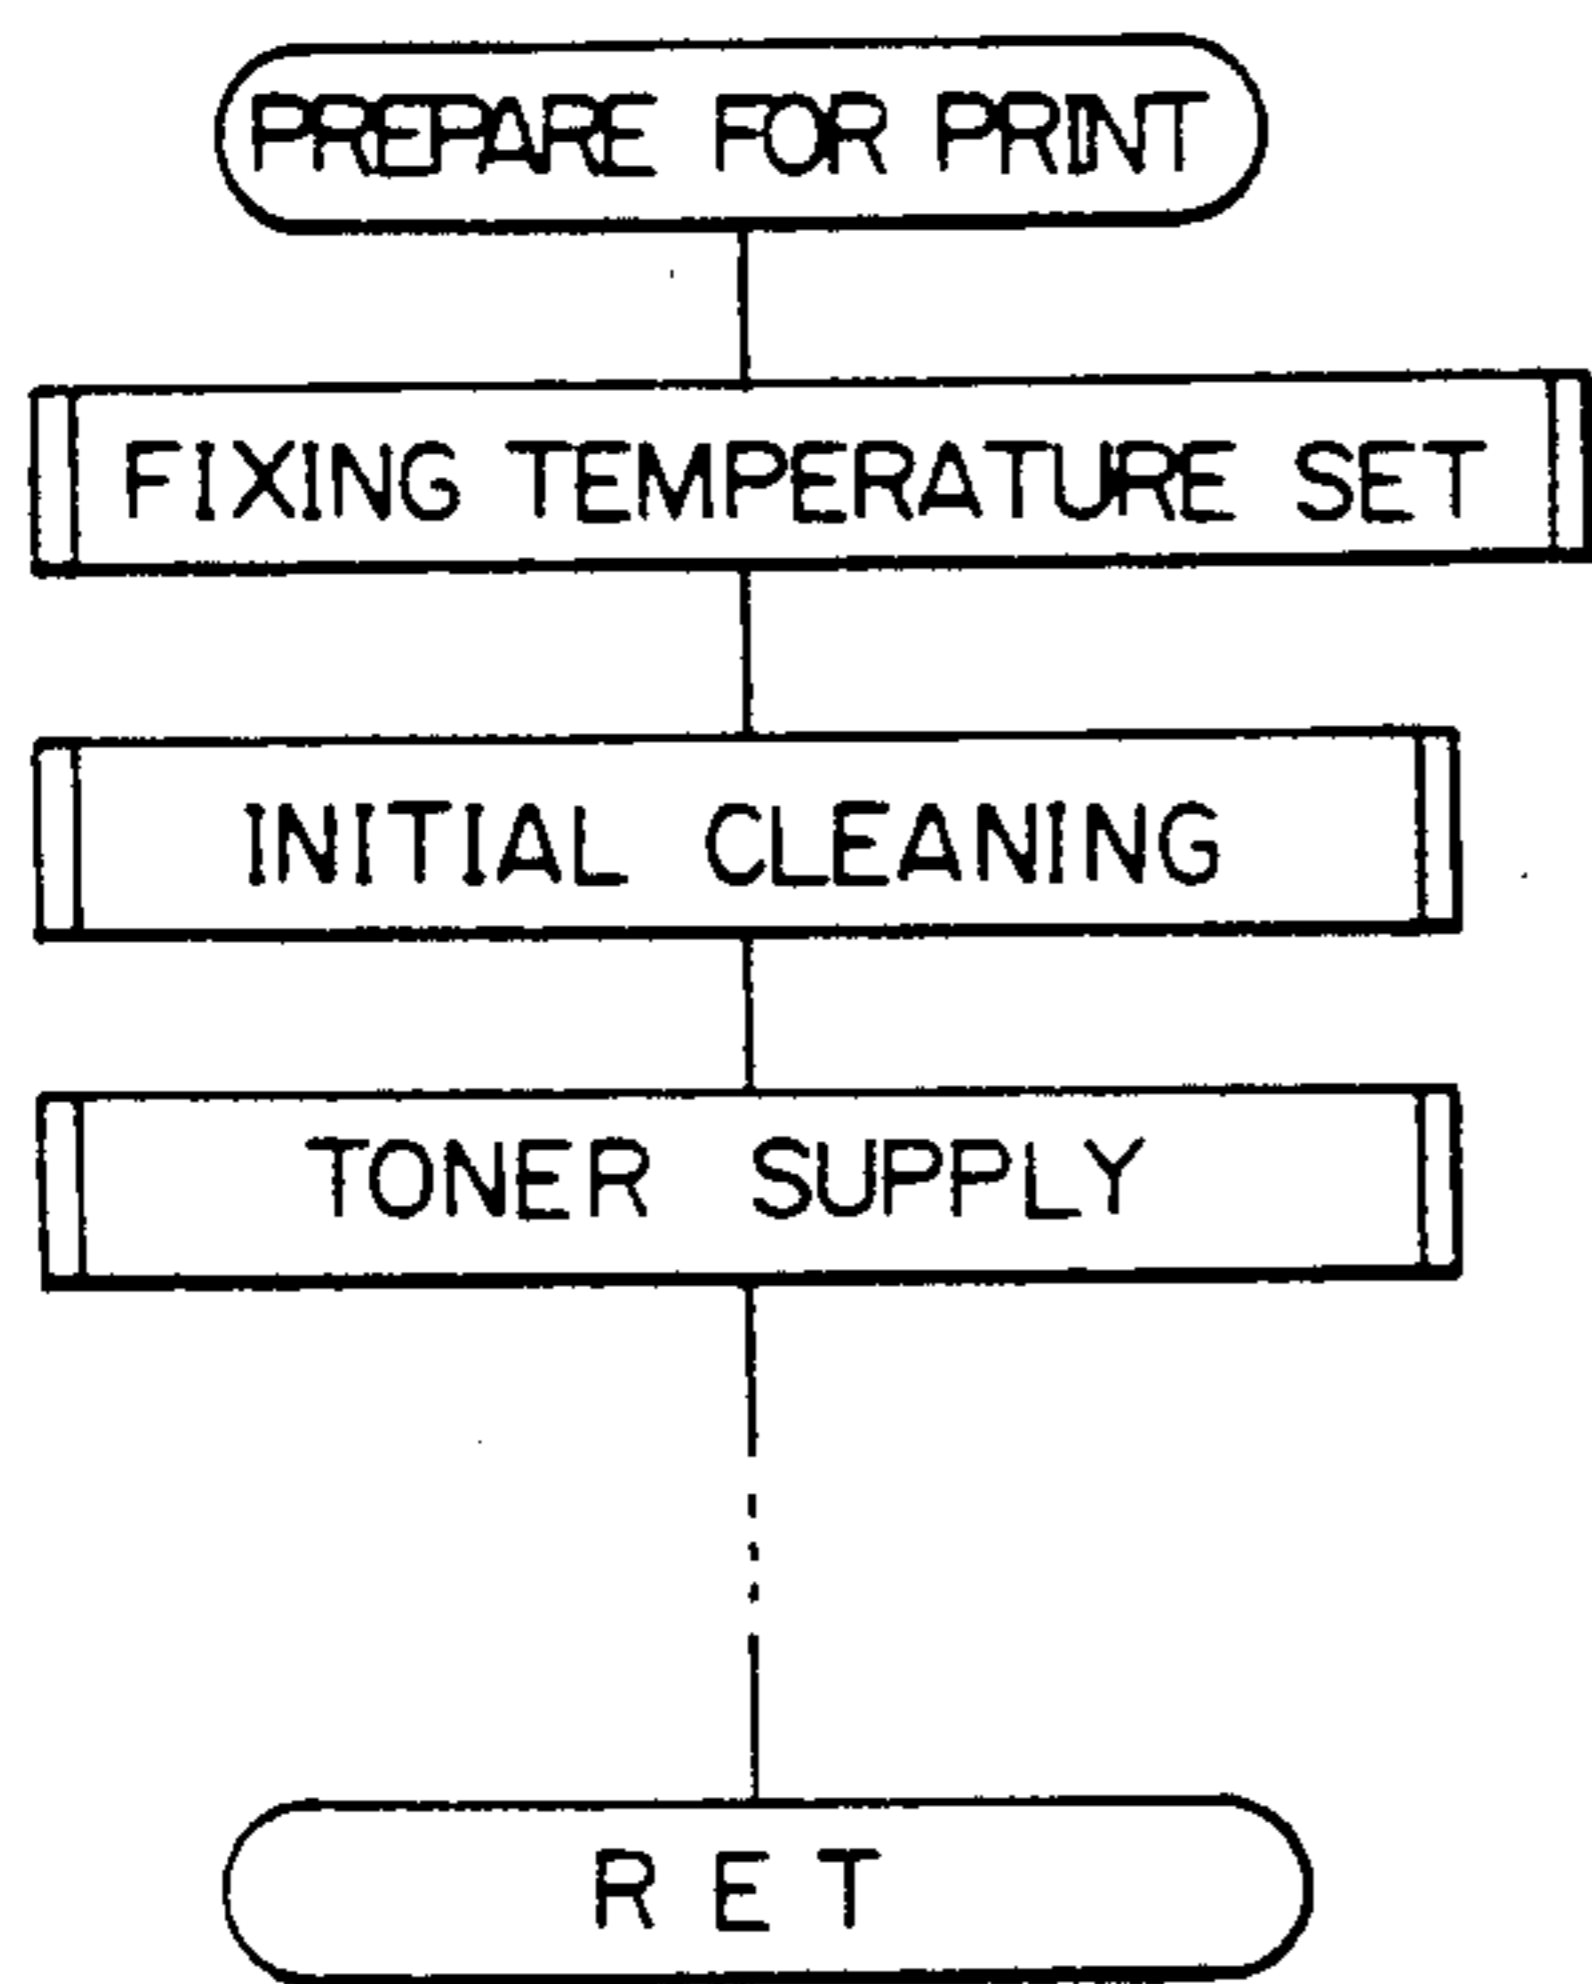 PREPARE FOR PRINT
FIXING TEMPERATURE SET
INITIAL CLEANING
TONER SUPPLY
RET